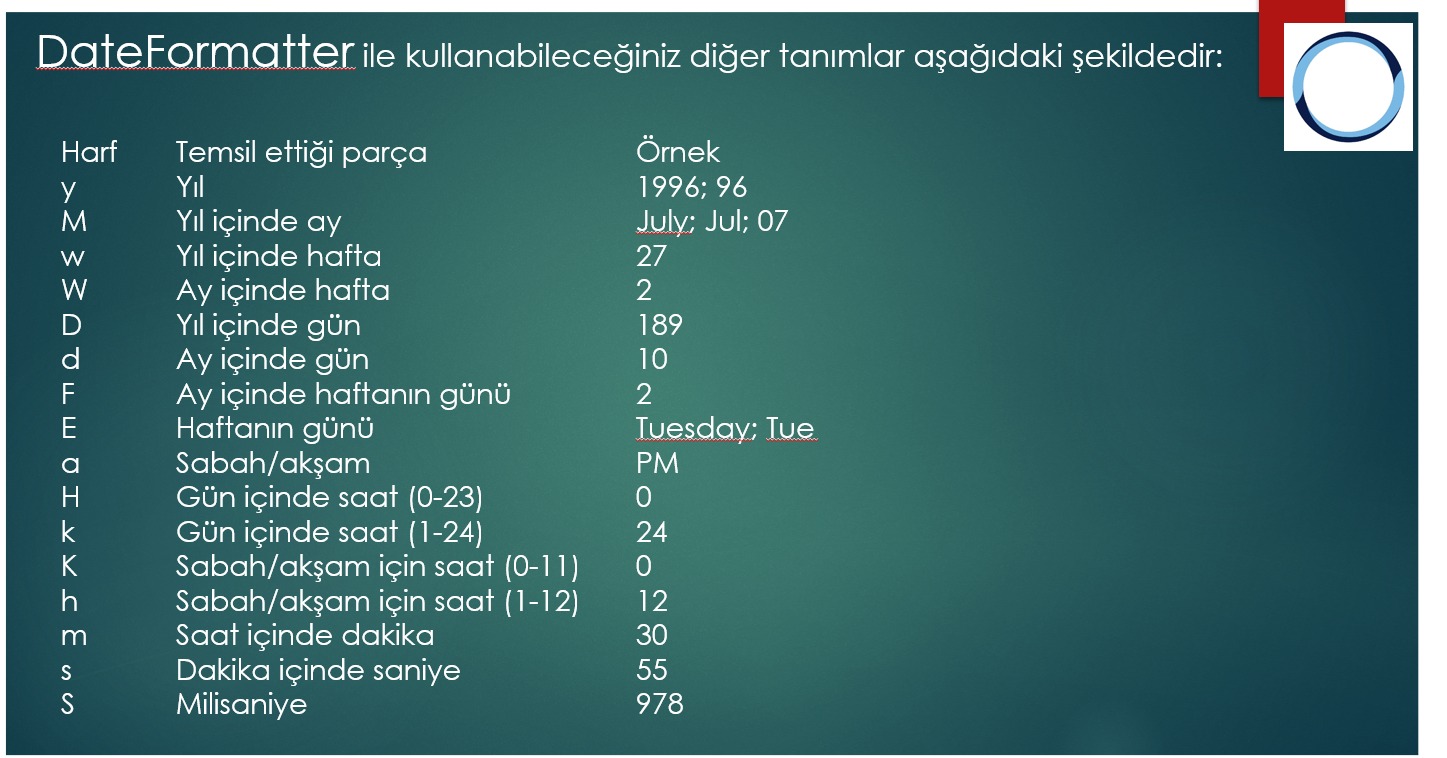 DateFormatter ile kullanabileceğiniz diğer tanımlar aşağıdaki şekildedir:
Harf Temsil ettiği parça Örnek
y Yıl 1996; 96
M Yıl içinde ay July; Jul; 07
w Yıl içinde hafta 27
W Ay içinde hafta 2
D Yıl içinde gün 189
d Ay içinde gün 10
F Ay içinde haftanın günü 2
E Haftanın günü Tuesday; Tue
a Sabah/akşam PM
H Gün içinde saat (0-23) 0
k Gün içinde saat (1-24) 24
K Sabah/akşam için saat (0-11) 0
h Sabah/akşam için saat (1-12) 12
m Saat içinde dakika 30
s Dakika içinde saniye 55
S Milisaniye 978